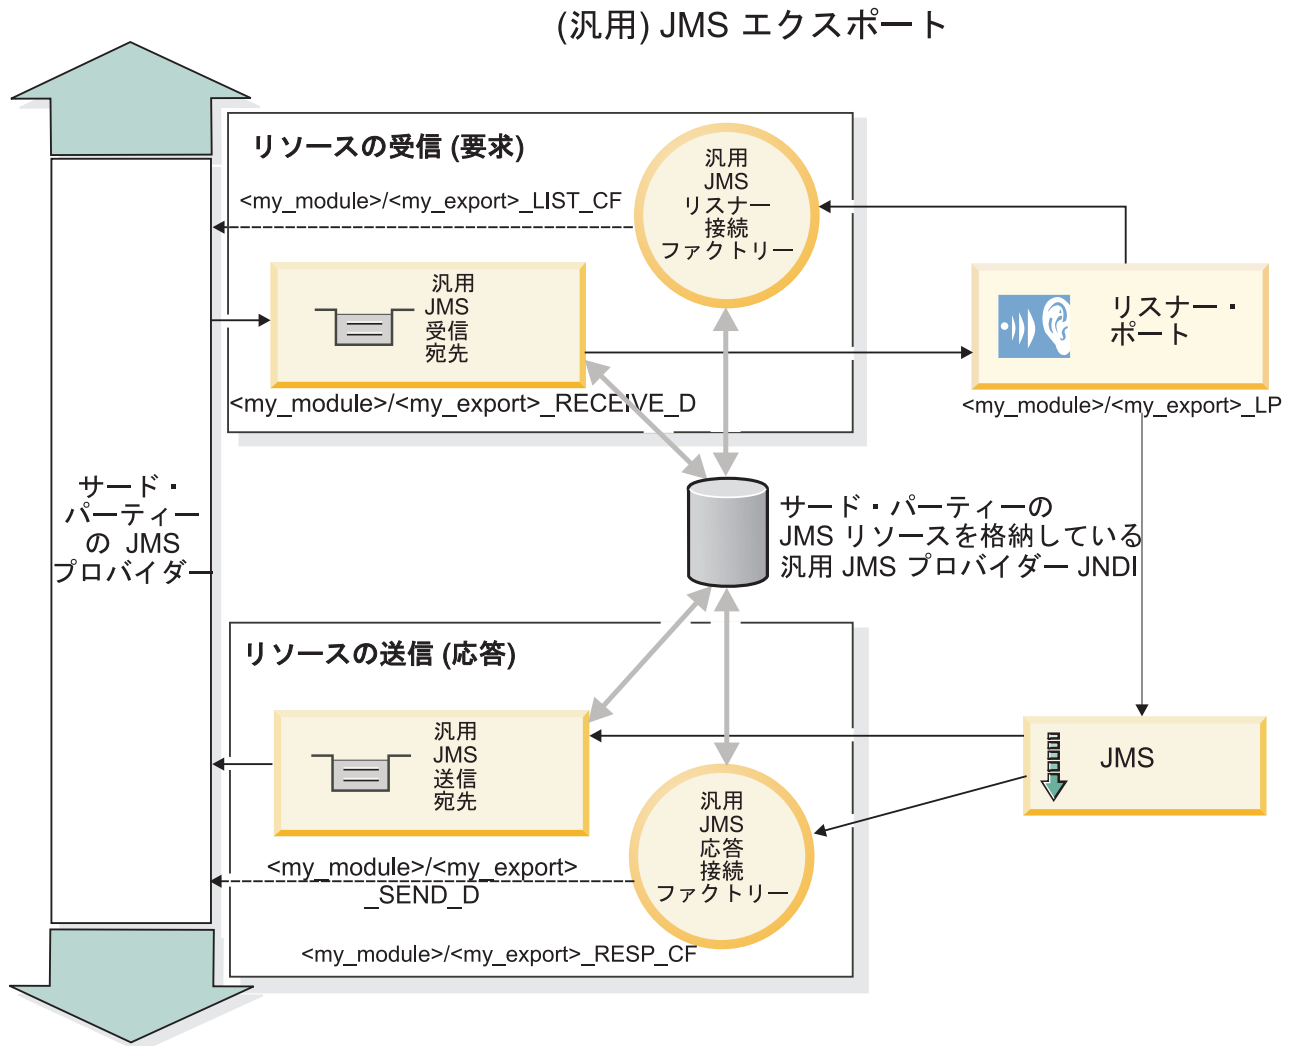 (汎用) JMS エクスポート
リソースの受信 (要求)
<my_module>/<my_export>_LIST_CF
汎用
JMS
リスナー
接続
ファクトリー
汎用
JMS
受信
宛先
<my_module>/<my_export>_RECEIVE_D
リスナー・
ポート
<my_module>/<my_export>_LP
サード・
パーティー
の JMS
プロバイダー
サード・パーティーの
JMS リソースを格納している
汎用 JMS プロバイダー JNDI
リソースの送信 (応答)
汎用
JMS
送信
宛先
JMS
汎用
JMS
応答
接続
ファクトリー
<my_module>/<my_export>
_SEND_D
<my_module>/<my_export>_RESP_CF